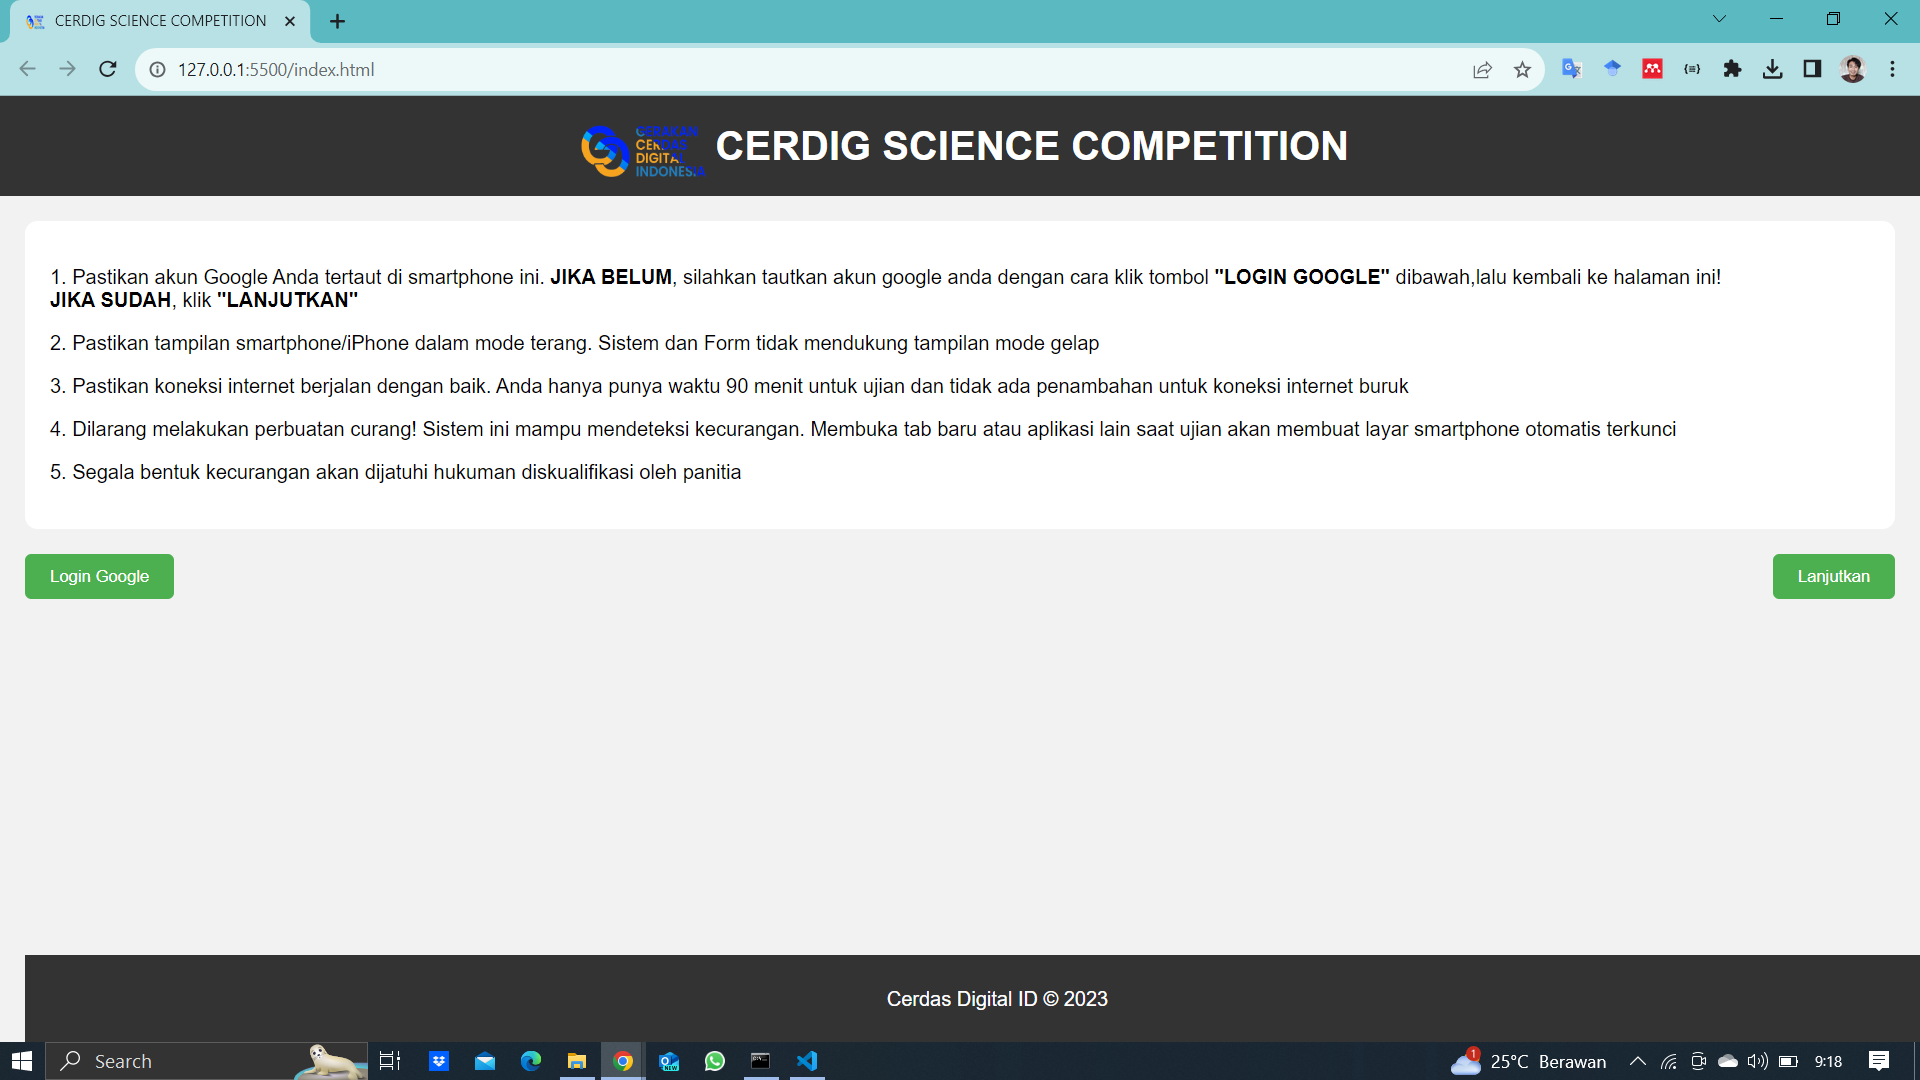 CERDIG SCIENCE COMPETITION
127.0.0.1:5500/index.html
GERAKAN
CERDAS
DIGITAL
INDONESIA
CERDIG SCIENCE COMPETITION
1. Pastikan akun Google Anda tertaut di smartphone ini. JIKA BELUM, silahkan tautkan akun google anda dengan cara klik tombol "LOGIN GOOGLE" dibawah,lalu kembali ke halaman ini!
JIKA SUDAH, klik "LANJUTKAN"
2. Pastikan tampilan smartphone/iPhone dalam mode terang. Sistem dan Form tidak mendukung tampilan mode gelap
3. Pastikan koneksi internet berjalan dengan baik. Anda hanya punya waktu 90 menit untuk ujian dan tidak ada penambahan untuk koneksi internet buruk
4. Dilarang melakukan perbuatan curang! Sistem ini mampu mendeteksi kecurangan. Membuka tab baru atau aplikasi lain saat ujian akan membuat layar smartphone otomatis terkunci
5. Segala bentuk kecurangan akan dijatuhi hukuman diskualifikasi oleh panitia
Login Google
Lanjutkan
Cerdas Digital ID © 2023
Search
1
25°C Berawan
9:18